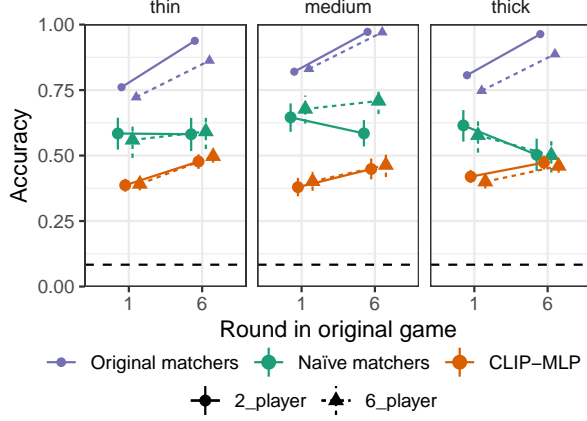 thin medium thick
Accuracy
1.00
0.75
0.50
0.25
0.00
1 6 1 6 1 6
Round in original game
Original matchers Naïve matchers CLIP−MLP
2_player 6_player